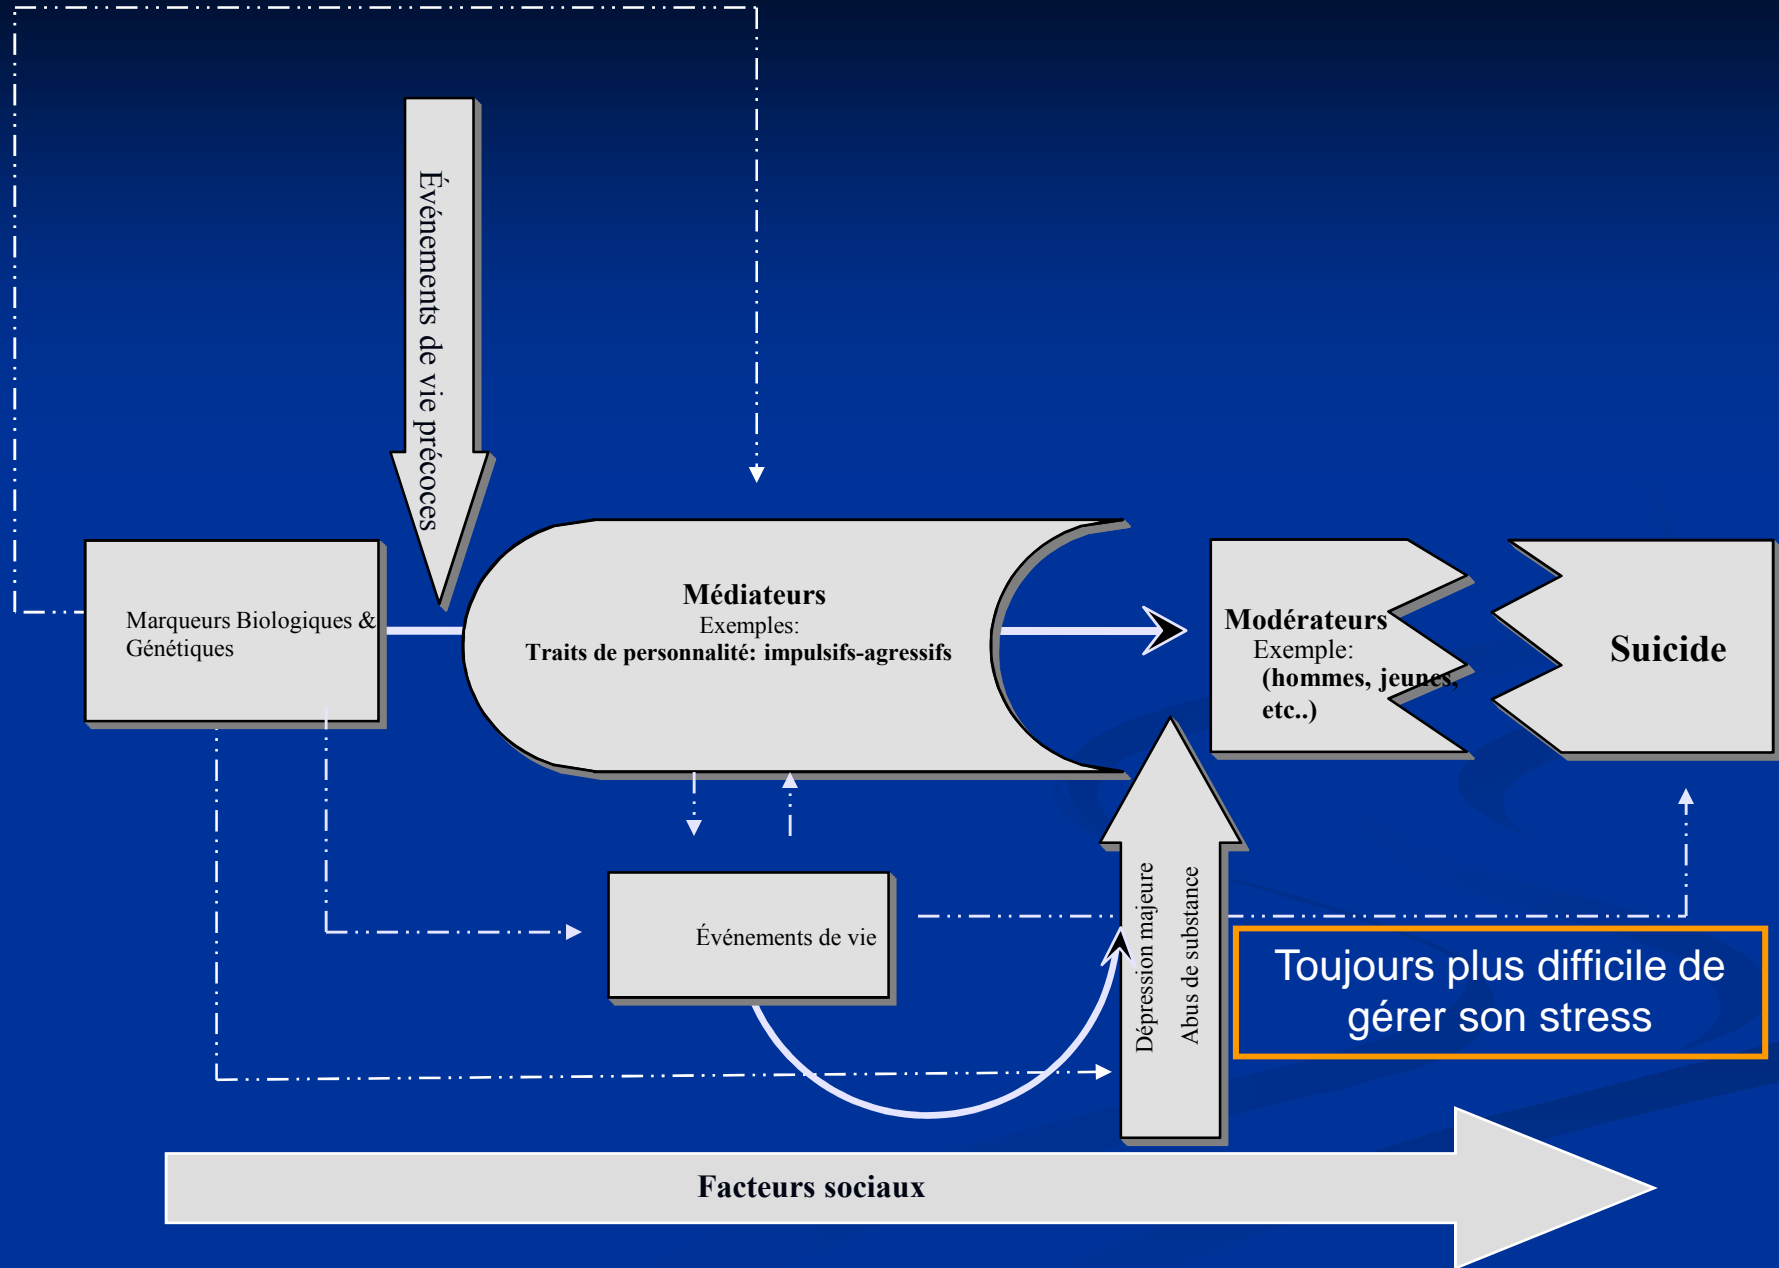 Événements de vie précoces
Marqueurs Biologiques &
Génétiques
Médiateurs
Exemples:
Traits de personnalité: impulsifs-agressifs
Modérateurs
Exemple:
(hommes, jeunes,
etc..)
Suicide
Événements de vie
Dépression majeure
Abus de substance
Toujours plus difficile de
gérer son stress
Facteurs sociaux